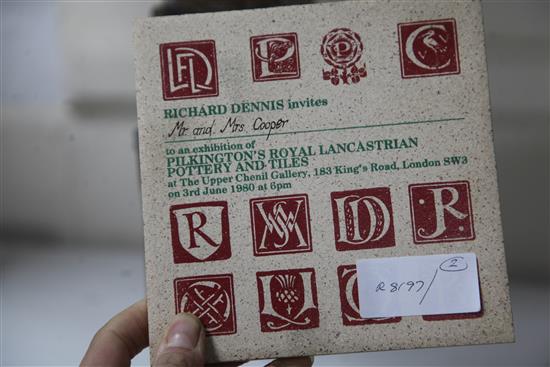 RICHARD DENNIS invites
Mr. and Mrs. Cooper
to an exhibition of
PILKINGTON'S ROYAL LANCASTRIAN
POTTERY AND TILES
at The Upper Chenil Gallery, 183 King's Road, London SW3
on 3rd June 1980 at 6pm
R
R 8197/ 2